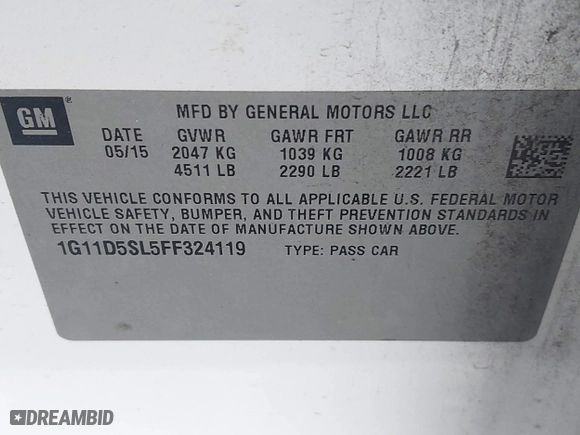 GM
MFD BY GENERAL MOTORS LLC
DATE GVWR GAWR FRT GAWR RR
05/15 2047 KG 1039 KG 1008 KG
4511 LB 2290 LB 2221 LB
THIS VEHICLE CONFORMS TO ALL APPLICABLE U.S. FEDERAL MOTOR
VEHICLE SAFETY, BUMPER, AND THEFT PREVENTION STANDARDS IN
EFFECT ON THE DATE OF MANUFACTURE SHOWN ABOVE.
1G11D5SL5FF324119 TYPE: PASS CAR
DREAMBID